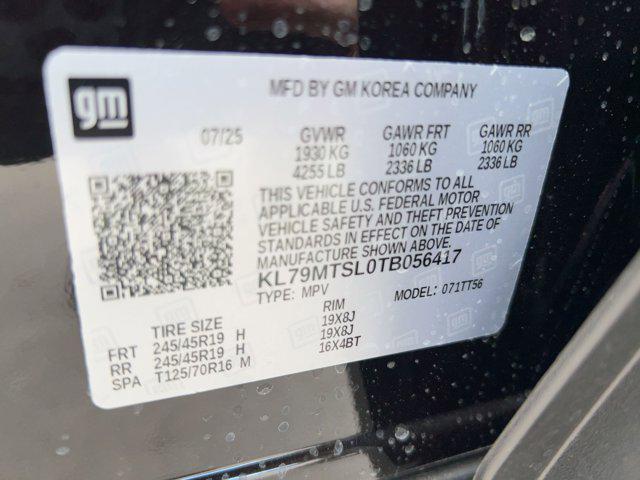 gm
MFD BY GM KOREA COMPANY
07/25 GVWR GAWR FRT GAWR RR
1930 KG 1060 KG 1060 KG
4255 LB 2336 LB 2336 LB
THIS VEHICLE CONFORMS TO ALL
APPLICABLE U.S. FEDERAL MOTOR
VEHICLE SAFETY AND THEFT PREVENTION
STANDARDS IN EFFECT ON THE DATE OF
MANUFACTURE SHOWN ABOVE.
KL79MTSL0TB056417
TYPE: MPV MODEL: 071TT56
TIRE SIZE RIM
FRT 245/45R19 H 19X8J
RR 245/45R19 H 19X8J
SPA T125/70R16 M 16X4BT